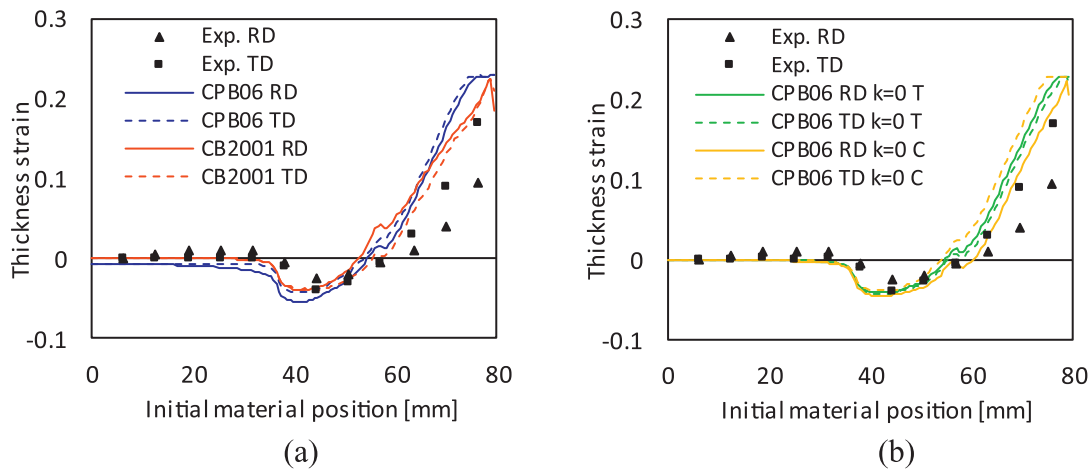 0.3
Exp. RD
Exp. TD
CPB06 RD
CPB06 TD
CB2001 RD
CB2001 TD
0.2
0.1
0
-0.1
Thickness strain
0 20 40 60 80
Initial material position [mm]
(a)
0.3
Exp. RD
Exp. TD
CPB06 RD k=0 T
CPB06 TD k=0 T
CPB06 RD k=0 C
CPB06 TD k=0 C
0.2
0.1
0
-0.1
Thickness strain
0 20 40 60 80
Initial material position [mm]
(b)